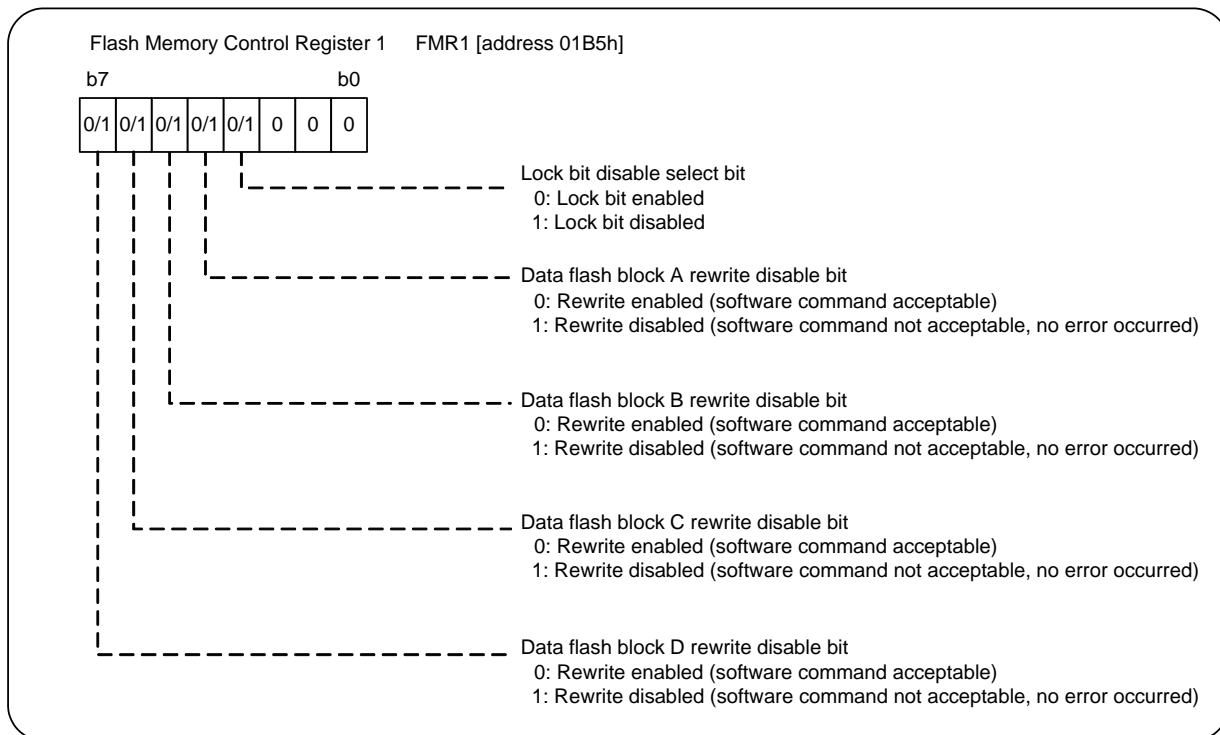 Flash Memory Control Register 1 FMR1 [address 01B5h]
b7 b0
0/1 0/1 0/1 0/1 0/1 0 0 0
Lock bit disable select bit
0: Lock bit enabled
1: Lock bit disabled
Data flash block A rewrite disable bit
0: Rewrite enabled (software command acceptable)
1: Rewrite disabled (software command not acceptable, no error occurred)
Data flash block B rewrite disable bit
0: Rewrite enabled (software command acceptable)
1: Rewrite disabled (software command not acceptable, no error occurred)
Data flash block C rewrite disable bit
0: Rewrite enabled (software command acceptable)
1: Rewrite disabled (software command not acceptable, no error occurred)
Data flash block D rewrite disable bit
0: Rewrite enabled (software command acceptable)
1: Rewrite disabled (software command not acceptable, no error occurred)